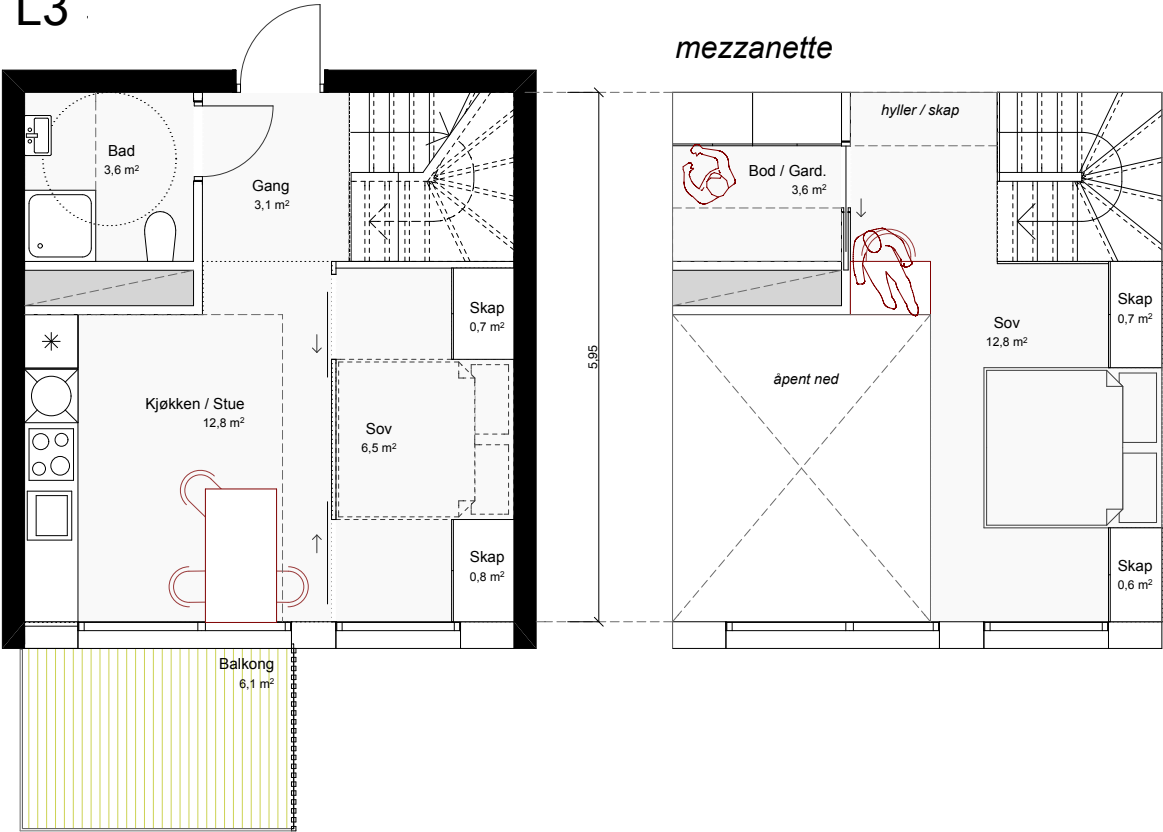 L3
mezzanette
Bad
3,6 m²
Gang
3,1 m²
Skap
0,7 m²
Kjøkken / Stue
12,8 m²
Sov
6,5 m²
Skap
0,8 m²
Balkong
6,1 m²
5,95
hyller / skap
Bod / Gard.
3,6 m²
Skap
0,7 m²
Sov
12,8 m²
åpent ned
Skap
0,6 m²